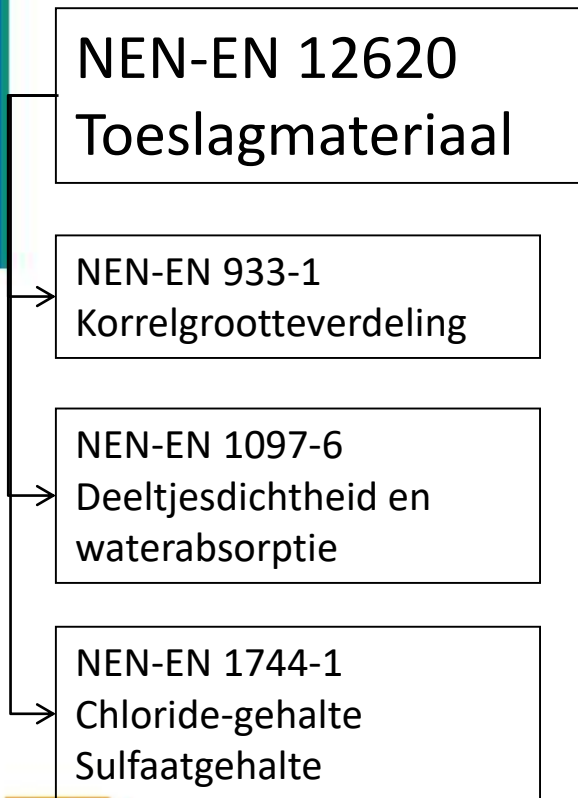 NEN-EN 12620
Toeslagmateriaal
NEN-EN 933-1
Korrelgrootteverdeling
NEN-EN 1097-6
Deeltjesdichtheid en
waterabsorptie
NEN-EN 1744-1
Chloride-gehalte
Sulfaatgehalte